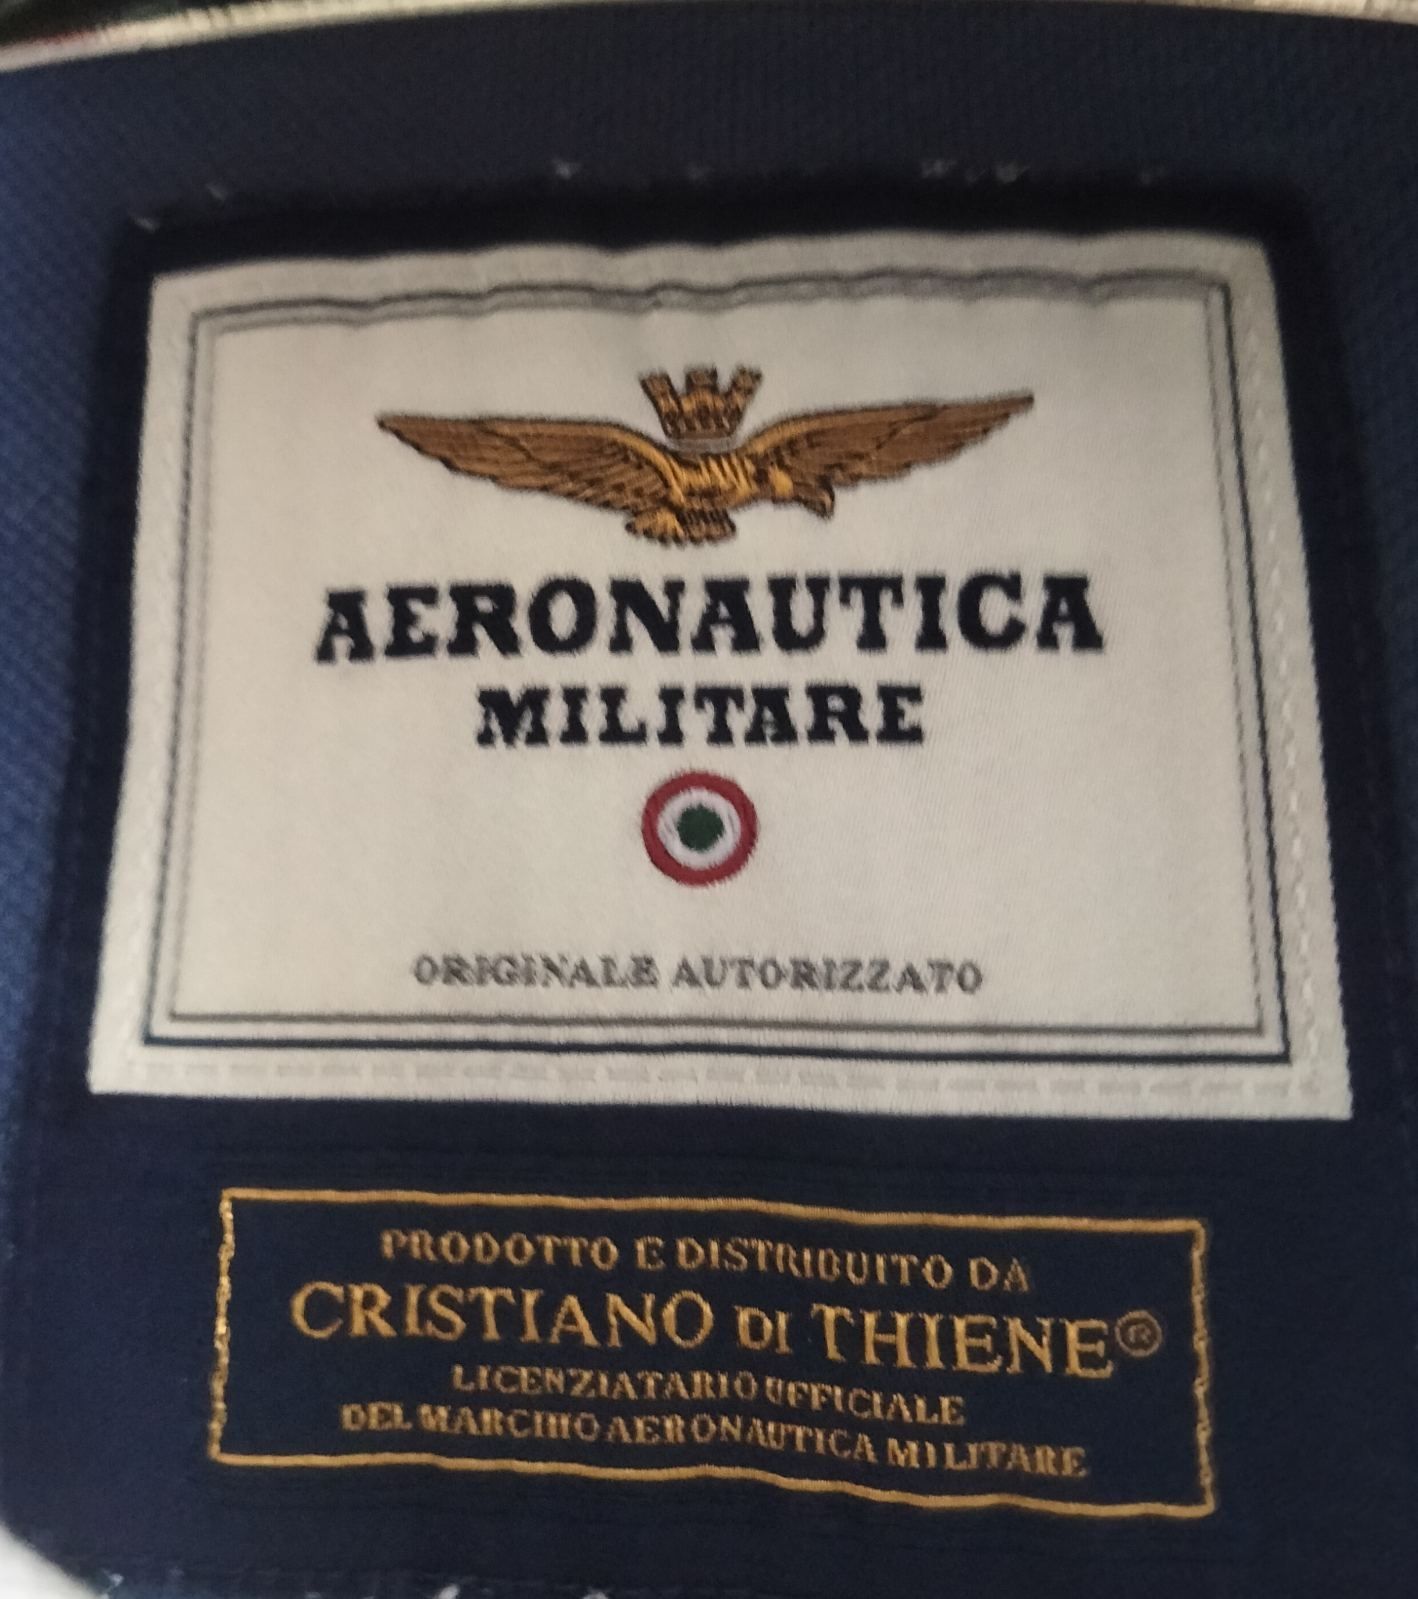 AERONAUTICA
MILITARE
ORIGINALE AUTORIZZATO
PRODOTTO E DISTRIBUITO DA
CRISTIANO DI THIENE®
LICENZIATARIO UFFICIALE
DEL MARCHIO AERONAUTICA MILITARE